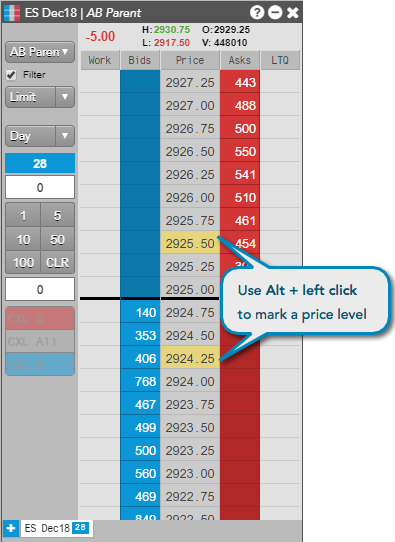 ES Dec18 | AB Parent
-5.00
H: 2930.75 O: 2929.25
L: 2917.50 V: 448010
AB Paren
Filter
Limit
Day
28
0
1 5
10 50
100 CLR
0
CXL
CXL All
Work Bids Price Asks LTQ
2927.25 443
2927.00 488
2926.75 500
2926.50 550
2926.25 541
2926.00 510
2925.75 461
2925.50 454
2925.25
2925.00
140 2924.75
353 2924.50
406 2924.25
768 2924.00
467 2923.75
499 2923.50
500 2923.25
560 2923.00
469 2922.75
849 2922.50
Use Alt + left click
to mark a price level
ES Dec18 28